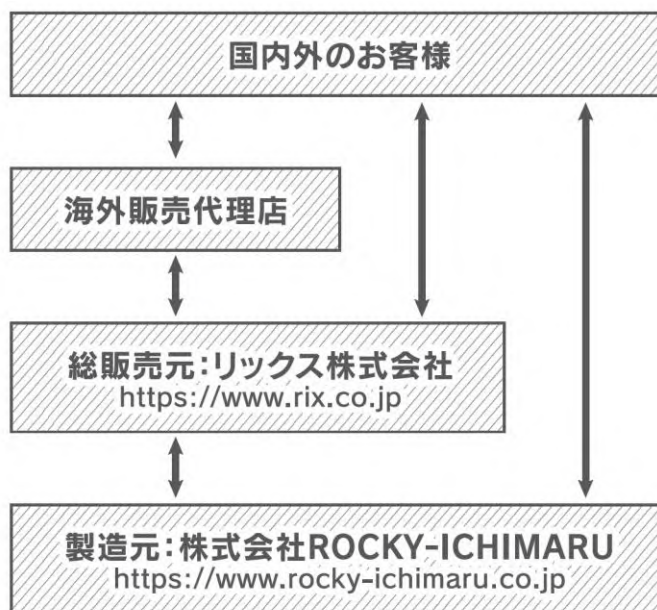 国内外のお客様
海外販売代理店
総販売元:リックス株式会社
https://www.rix.co.jp
製造元:株式会社ROCKY-ICHIMARU
https://www.rocky-ichimaru.co.jp